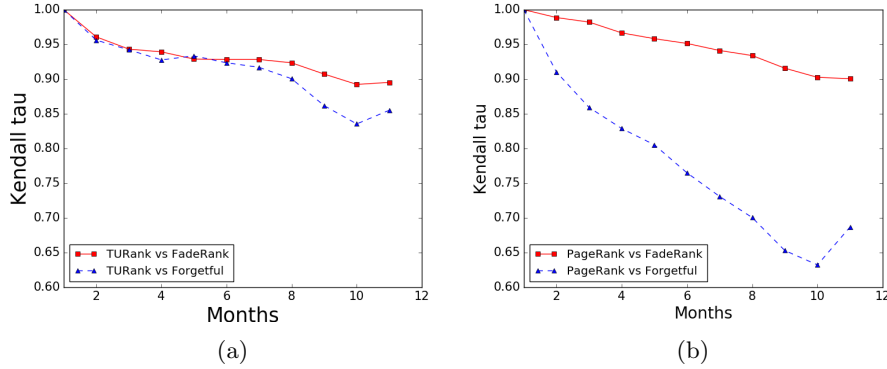 1.00
0.95
0.90
0.85
0.80
0.75
0.70
0.65
0.60
Kendall tau
TURank vs FadeRank
TURank vs Forgetful
2 4 6 8 10 12
Months
(a)
1.00
0.95
0.90
0.85
0.80
0.75
0.70
0.65
0.60
Kendall tau
PageRank vs FadeRank
PageRank vs Forgetful
2 4 6 8 10 12
Months
(b)